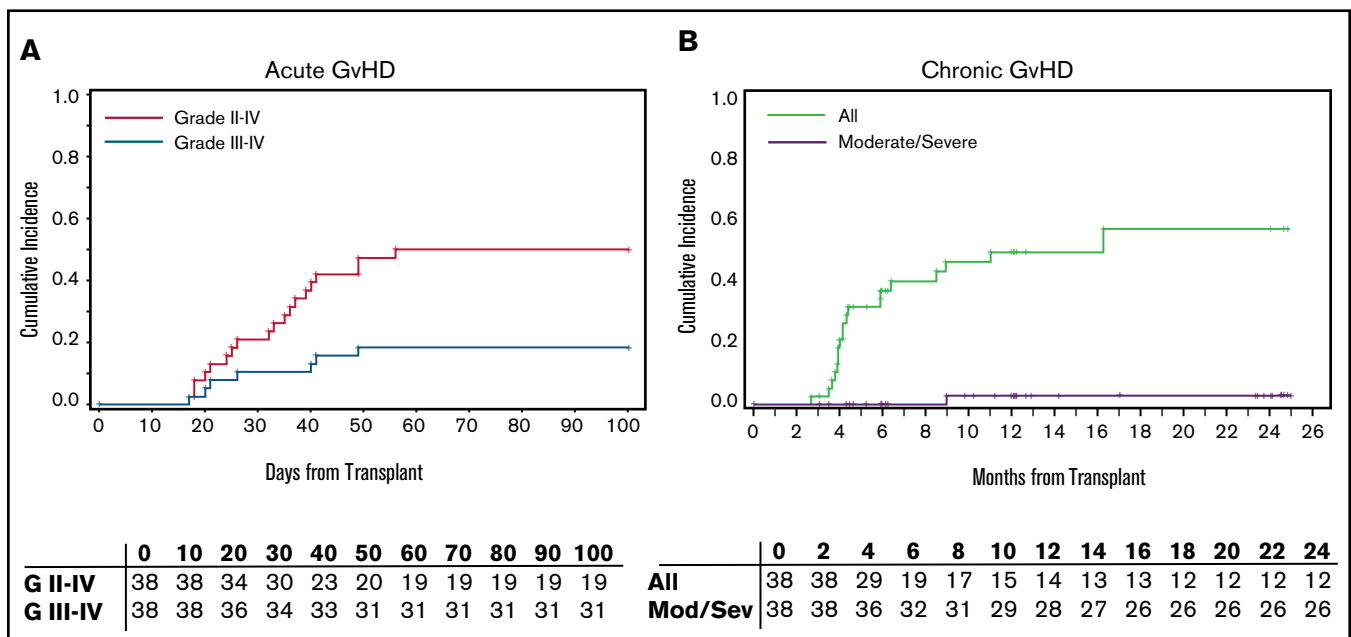 A
Acute GvHD
1.0
0.8
0.6
0.4
0.2
0.0
Cumulative Incidence
Grade II-IV
Grade III-IV
0 10 20 30 40 50 60 70 80 90 100
Days from Transplant
0 10 20 30 40 50 60 70 80 90 100
G II-IV 38 38 34 30 23 20 19 19 19 19 19
G III-IV 38 38 36 34 33 31 31 31 31 31 31
B
Chronic GvHD
1.0
0.8
0.6
0.4
0.2
0.0
Cumulative Incidence
All
Moderate/Severe
0 2 4 6 8 10 12 14 16 18 20 22 24 26
Months from Transplant
0 2 4 6 8 10 12 14 16 18 20 22 24
All 38 38 29 19 17 15 14 13 13 12 12 12 12
Mod/Sev 38 38 36 32 31 29 28 27 26 26 26 26 26